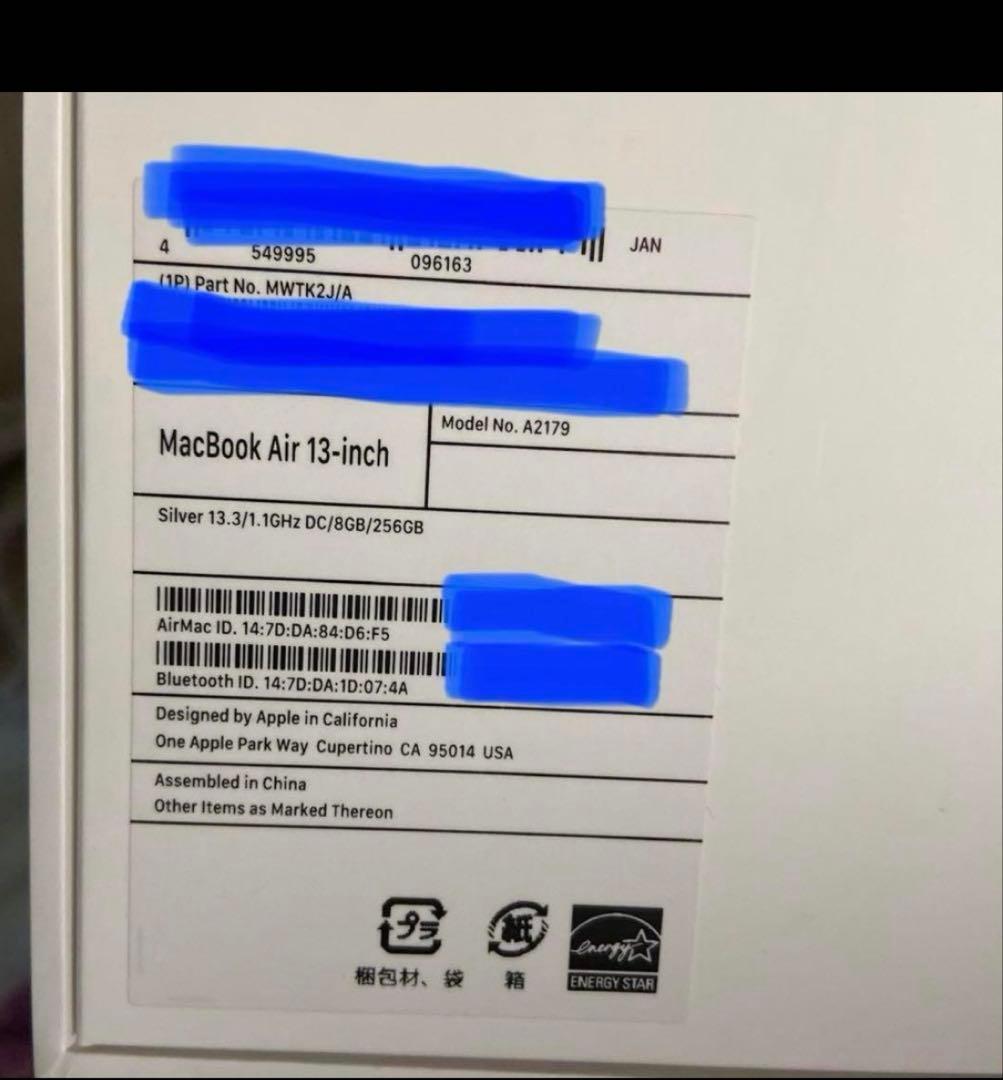 4 549995 096163 JAN
(1P) Part No. MWTK2J/A
MacBook Air 13-inch
Model No. A2179
Silver 13.3/1.1GHz DC/8GB/256GB
AirMac ID. 14:7D:DA:84:D6:F5
Bluetooth ID. 14:7D:DA:1D:07:4A
Designed by Apple in California
One Apple Park Way Cupertino CA 95014 USA
Assembled in China
Other Items as Marked Thereon
プラ
紙
energy
ENERGY STAR
梱包材、袋
箱